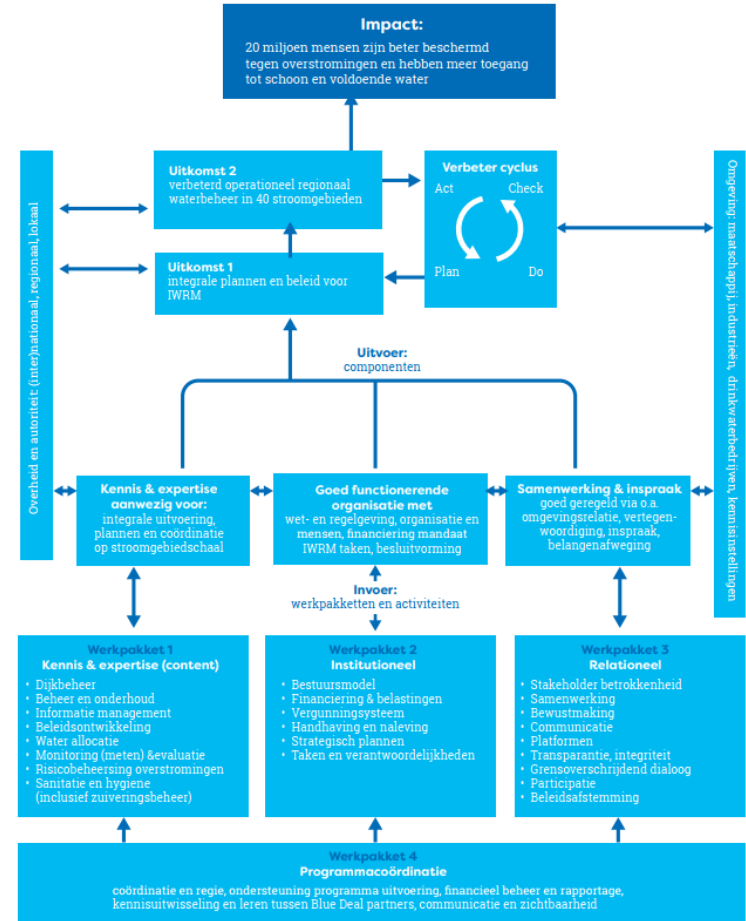 Impact:
20 miljoen mensen zijn beter beschermd
tegen overstromingen en hebben meer toegang
tot schoon en voldoende water
Overheid en autoriteit: (inter)nationaal, regionaal, lokaal
Uitkomst 2
verbeterd operationeel regionaal
waterbeheer in 40 stroomgebieden
Verbeter cyclus
Act Check
Plan Do
Uitkomst 1
integrale plannen en beleid voor
IWRM
Omgeving: maatschappij, industrieën, drinkwaterbedrijven, kennisinstellingen
Uitvoer:
componenten
Kennis & expertise
aanwezig voor:
integrale uitvoering,
plannen en coördinatie
op stroomgebiedschaal
Goed functionerende
organisatie met
wet- en regelgeving, organisatie en
mensen, financiering mandaat
IWRM taken, besluitvorming
Samenwerking & inspraak
goed geregeld via o.a.
omgevingsrelatie, vertegen-
woordiging, inspraak,
belangenafweging
Invoer:
werkpakketten en activiteiten
Werkpakket 1
Kennis & expertise (content)
• Dijkbeheer
• Beheer en onderhoud
• Informatie management
• Beleidsontwikkeling
• Water allocatie
• Monitoring (meten) &evaluatie
• Risicobeheersing overstromingen
• Sanitatie en hygiene
(inclusief zuiveringsbeheer)
Werkpakket 2
Institutioneel
• Bestuursmodel
• Financiering & belastingen
• Vergunningsysteem
• Handhaving en naleving
• Strategisch plannen
• Taken en verantwoordelijkheden
Werkpakket 3
Relationeel
• Stakeholder betrokkenheid
• Samenwerking
• Bewustmaking
• Communicatie
• Platformen
• Transparantie, integriteit
• Grensoverschrijdend dialoog
• Participatie
• Beleidsafstemming
Werkpakket 4
Programmacoördinatie
coördinatie en regie, ondersteuning programma uitvoering, financieel beheer en rapportage,
kennisuitwisseling en leren tussen Blue Deal partners, communicatie en zichtbaarheid